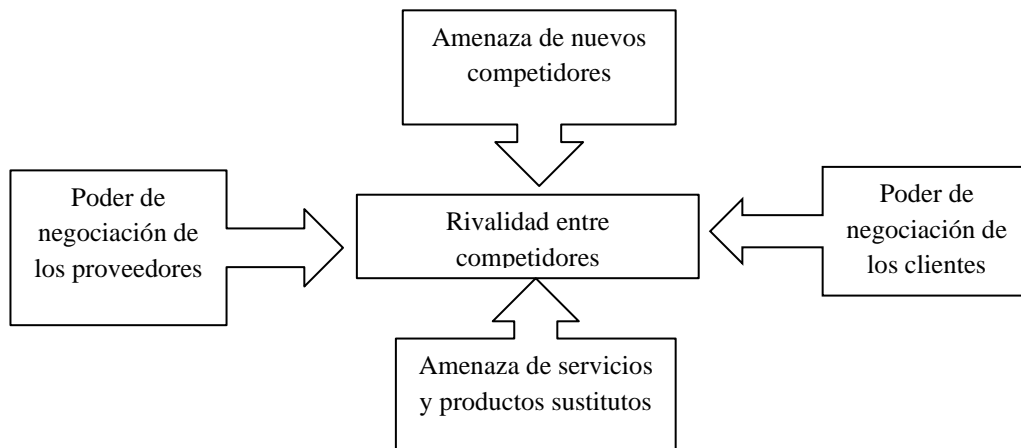 Amenaza de nuevos
competidores
Poder de
negociación de
los proveedores
Rivalidad entre
competidores
Poder de
negociación de
los clientes
Amenaza de servicios
y productos sustitutos